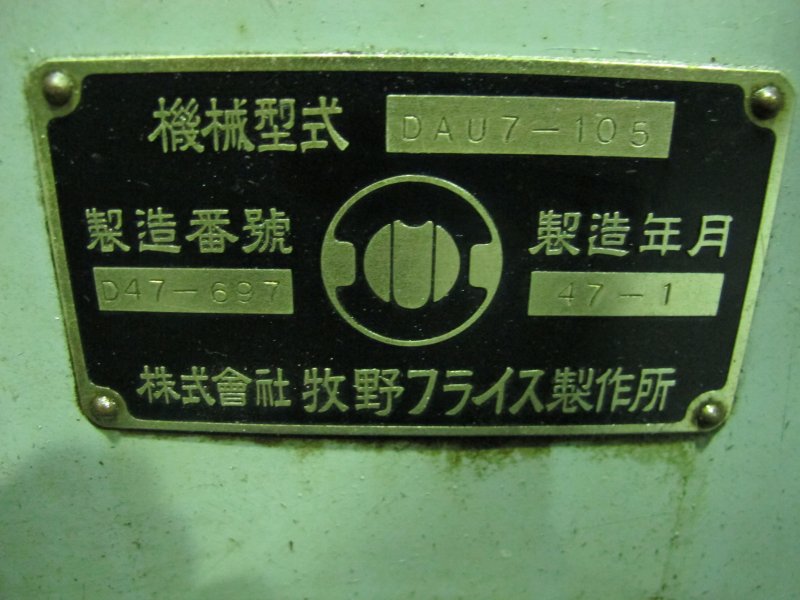 機械型式 DAU7-105
製造番號 製造年月
D47-697 47-1
株式會社 牧野フライス製作所